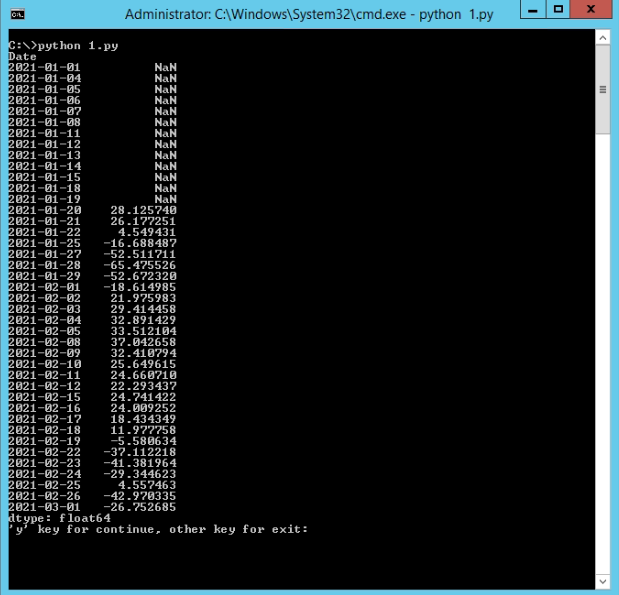 Administrator: C:\Windows\System32\cmd.exe - python  1.py
C:\>python 1.py
Date
2021-01-01          NaN
2021-01-04          NaN
2021-01-05          NaN
2021-01-06          NaN
2021-01-07          NaN
2021-01-08          NaN
2021-01-11          NaN
2021-01-12          NaN
2021-01-13          NaN
2021-01-14          NaN
2021-01-15          NaN
2021-01-18          NaN
2021-01-19          NaN
2021-01-20    28.125740
2021-01-21    26.177251
2021-01-22     4.549431
2021-01-25   -16.688487
2021-01-27   -52.511711
2021-01-28   -65.475526
2021-01-29   -52.672320
2021-02-01   -18.614985
2021-02-02    21.975983
2021-02-03    29.414458
2021-02-04    32.891429
2021-02-05    33.512104
2021-02-08    37.042658
2021-02-09    32.410794
2021-02-10    25.649615
2021-02-11    24.660710
2021-02-12    22.293437
2021-02-15    24.741422
2021-02-16    24.009252
2021-02-17    18.434349
2021-02-18    11.977758
2021-02-19    -5.580634
2021-02-22   -37.112218
2021-02-23   -41.381964
2021-02-24   -29.344623
2021-02-25     4.557463
2021-02-26   -42.970335
2021-03-01   -26.752685
dtype: float64
'y' key for continue, other key for exit: